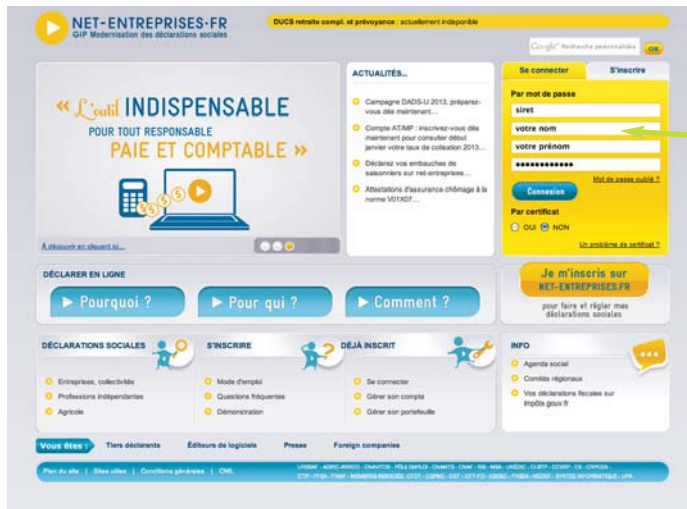 NET-ENTREPRISES·FR
GIP Modernisation des déclarations sociales
DUCS retraite compl. et prévoyance : actuellement indisponible
Google™ Recherche personnalisée OK
« L'outil INDISPENSABLE
POUR TOUT RESPONSABLE
PAIE ET COMPTABLE »
À découvrir en cliquant ici...
ACTUALITÉS...
Campagne DADS-U 2013, préparez-
vous dès maintenant...
Compte AT/MP : inscrivez-vous dès
maintenant pour consulter début
janvier votre taux de cotisation 2013...
Déclarez vos embauches de
saisonniers sur net-entreprises...
Attestations d'assurance chômage à la
norme V01X07...
Se connecter
S'inscrire
Par mot de passe
siret
votre nom
votre prénom
Mot de passe oublié ?
Connexion
Par certificat
OUI NON
Un problème de certificat ?
DÉCLARER EN LIGNE
Pourquoi ?
Pour qui ?
Comment ?
Je m'inscris sur
NET-ENTREPRISES.FR
pour faire et régler mes
déclarations sociales
DÉCLARATIONS SOCIALES
Entreprises, collectivités
Professions indépendantes
Agricole
S'INSCRIRE
Mode d'emploi
Questions fréquentes
Démonstration
DÉJÀ INSCRIT
Se connecter
Gérer son compte
Gérer son portefeuille
INFO
Agenda social
Comités régionaux
Vos déclarations fiscales sur
impôts.gouv.fr
Vous êtes :
Tiers déclarants
Éditeurs de logiciels
Presse
Foreign companies
Plan du site | Sites utiles | Conditions générales | CNIL